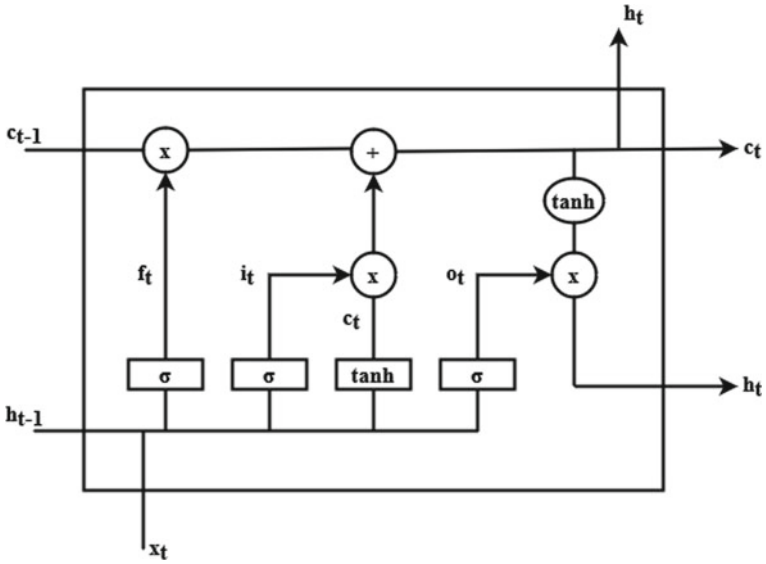 ht
ct-1
x
+
ct
tanh
ft
it
x
ot
x
ct
σ
σ
tanh
σ
ht
ht-1
xt